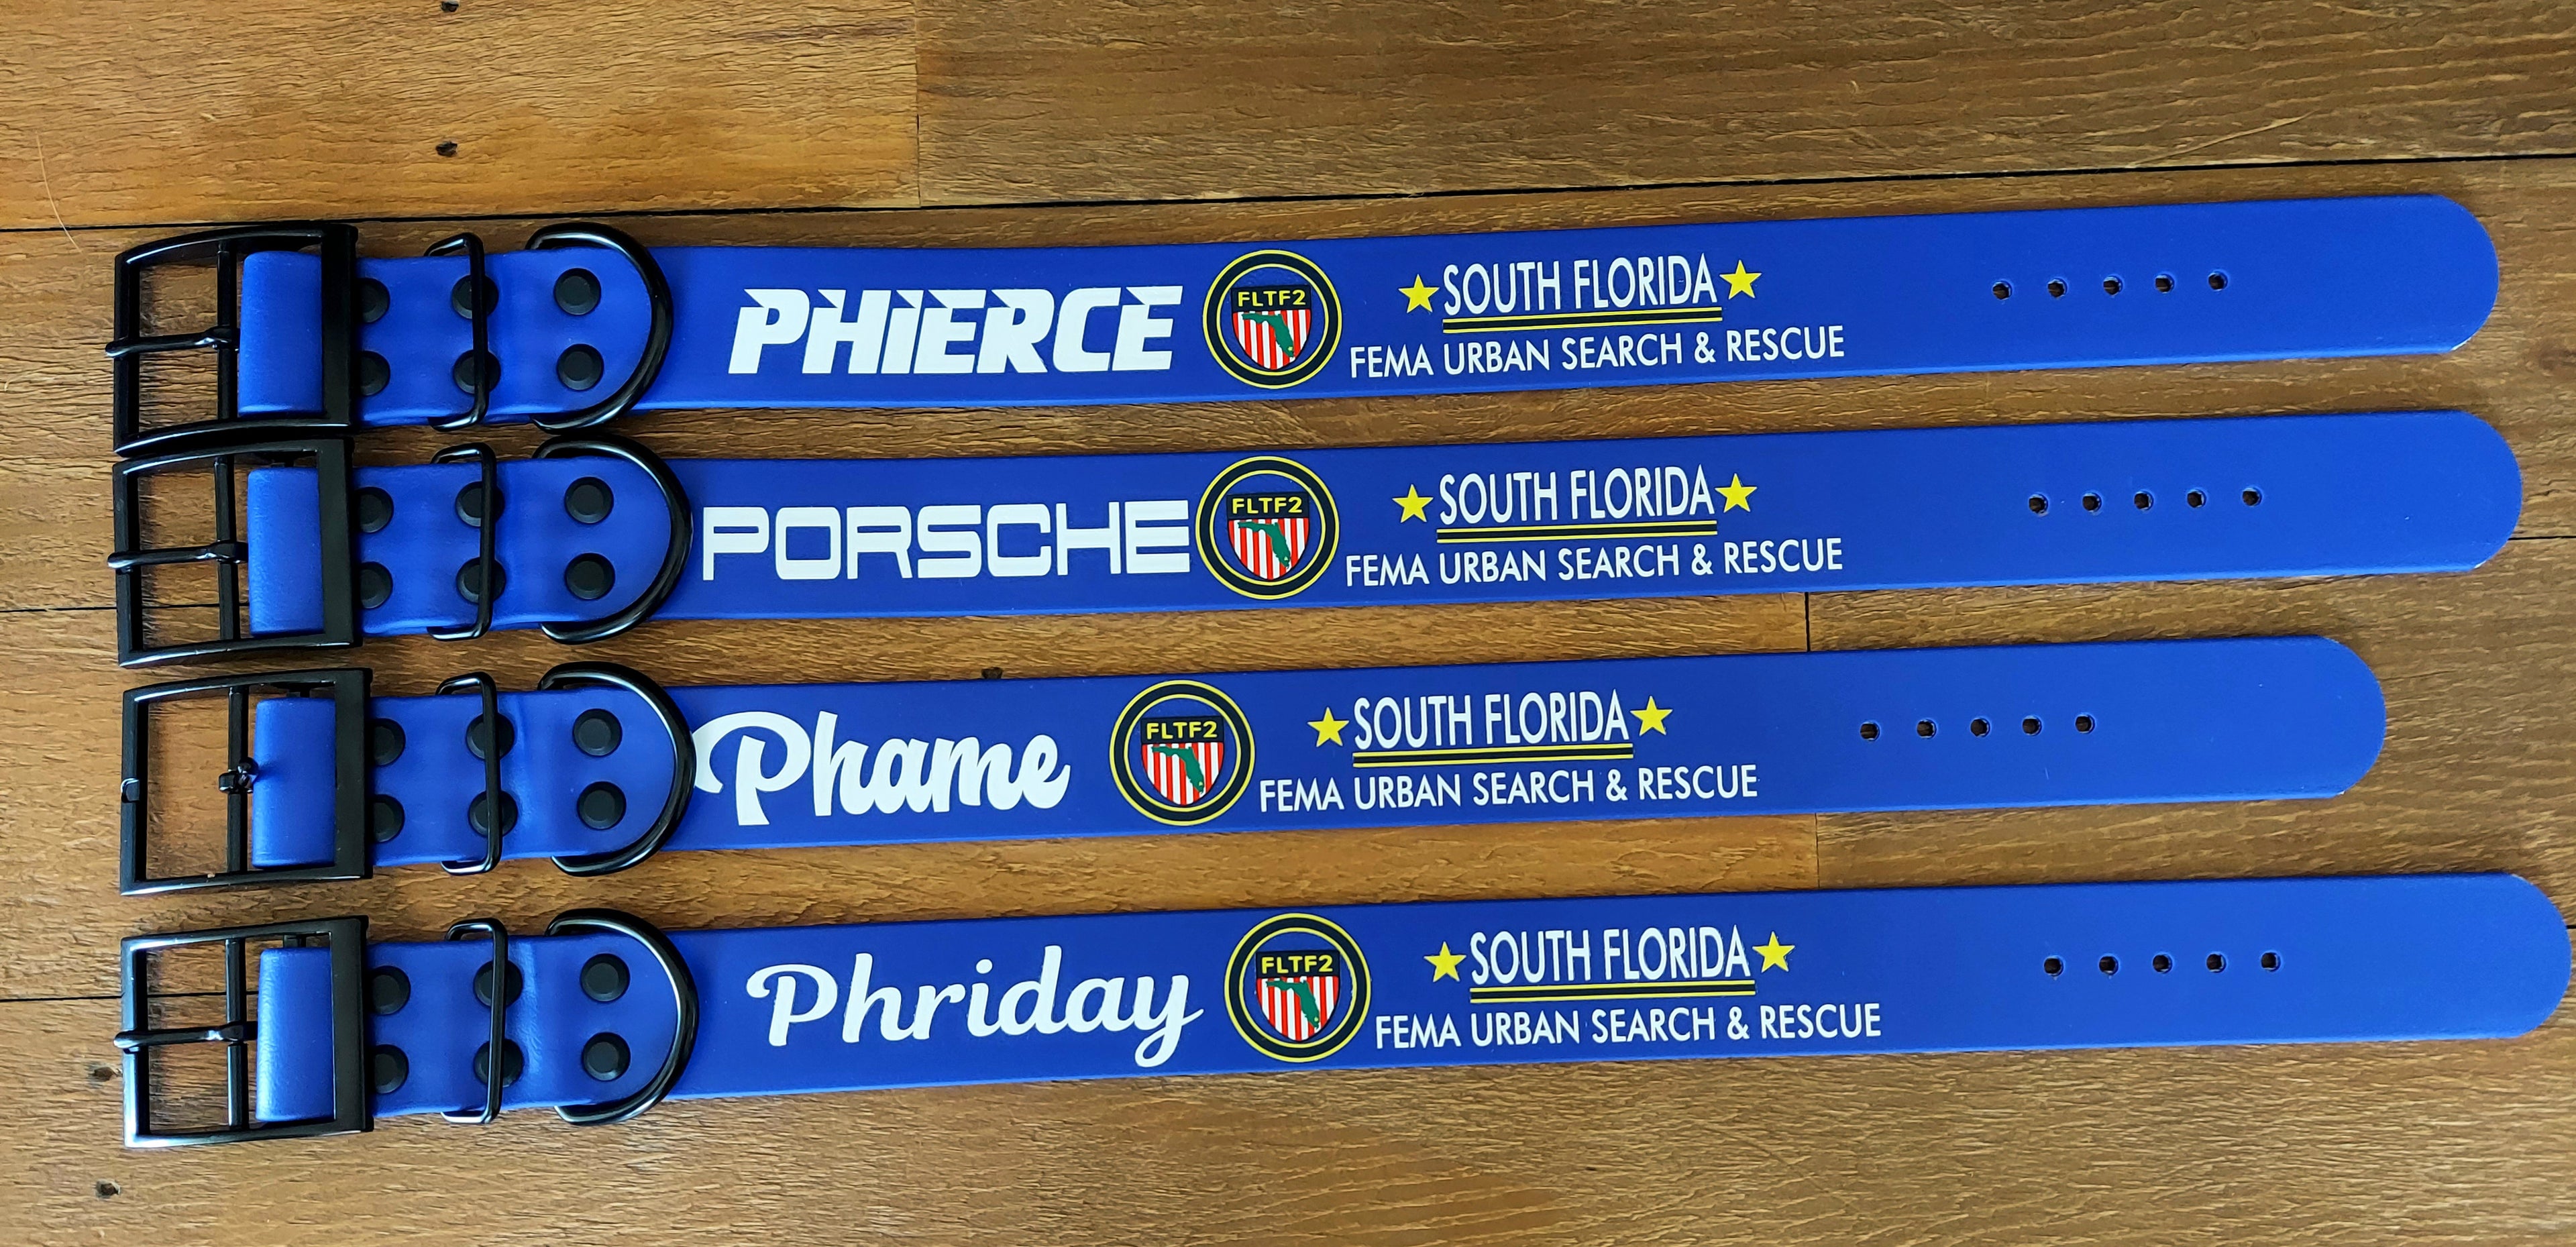 PHIERCE
FLTF2
SOUTH FLORIDA
FEMA URBAN SEARCH & RESCUE
PORSCHE
FLTF2
SOUTH FLORIDA
FEMA URBAN SEARCH & RESCUE
Phame
FLTF2
SOUTH FLORIDA
FEMA URBAN SEARCH & RESCUE
Phriday
FLTF2
SOUTH FLORIDA
FEMA URBAN SEARCH & RESCUE